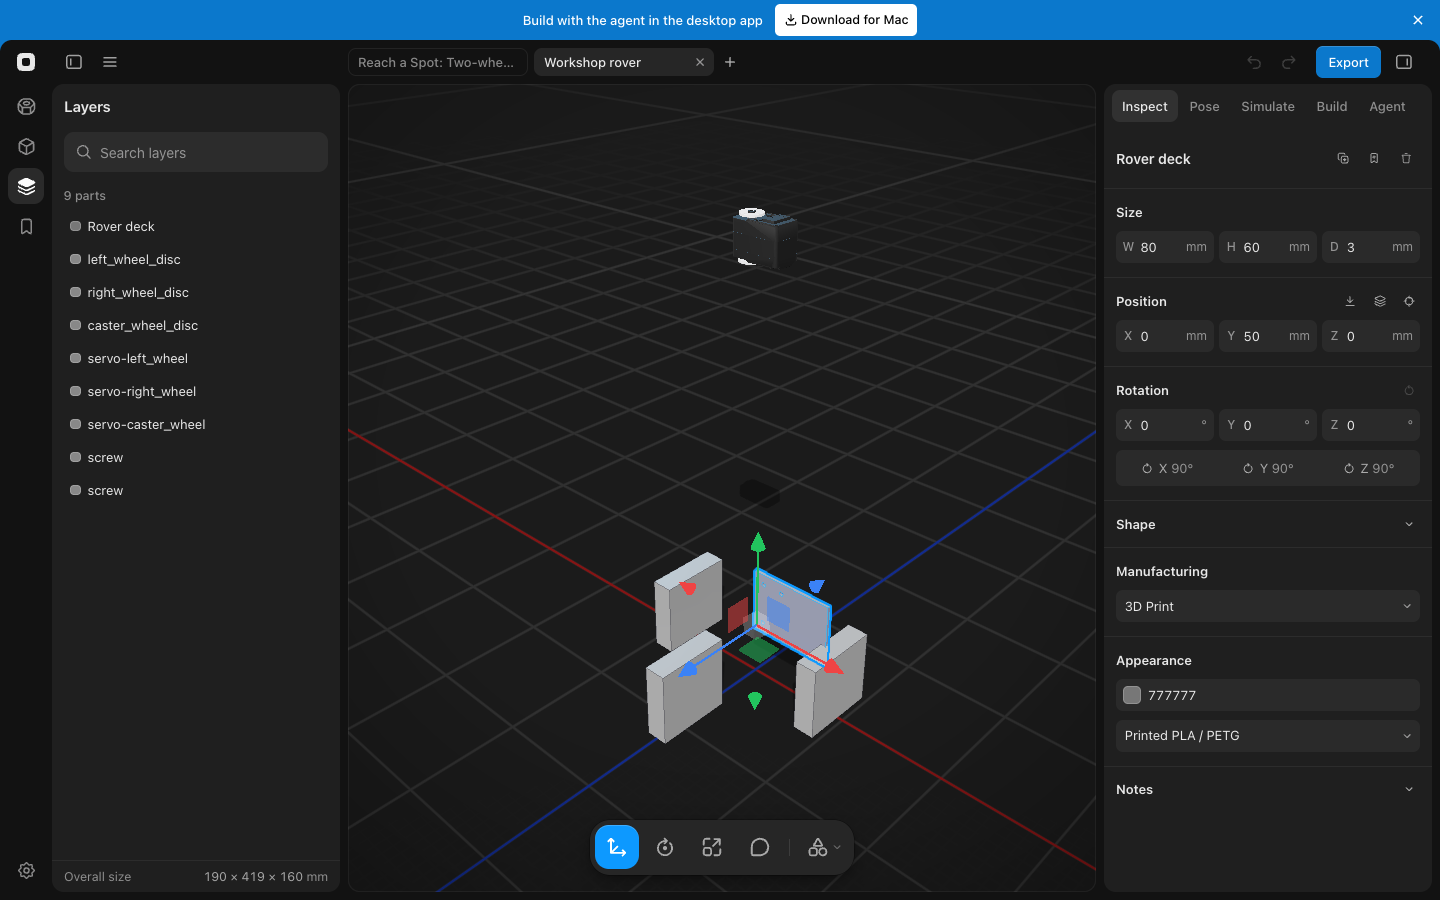 Build with the agent in the desktop app
Download for Mac
Reach a Spot: Two-whe...
Workshop rover
Export
Layers
Search layers
9 parts
Rover deck
left_wheel_disc
right_wheel_disc
caster_wheel_disc
servo-left_wheel
servo-right_wheel
servo-caster_wheel
screw
screw
Overall size 190 × 419 × 160 mm
Inspect Pose Simulate Build Agent
Rover deck
Size
W 80 mm H 60 mm D 3 mm
Position
X 0 mm Y 50 mm Z 0 mm
Rotation
X 0 ° Y 0 ° Z 0 °
X 90° Y 90° Z 90°
Shape
Manufacturing
3D Print
Appearance
777777
Printed PLA / PETG
Notes